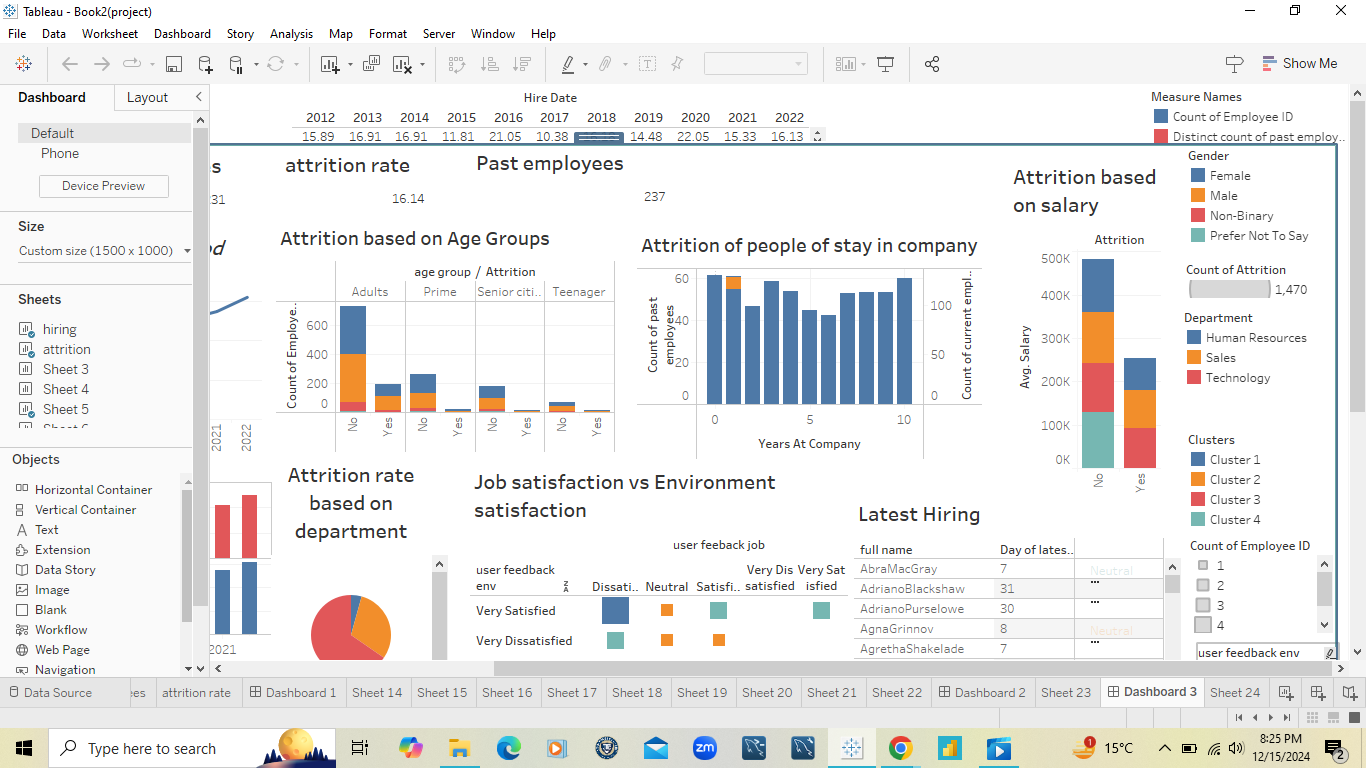 Tableau - Book2(project)
File Data Worksheet Dashboard Story Analysis Map Format Server Window Help
Show Me
Dashboard Layout
Default
Phone
Device Preview
Size
Custom size (1500 x 1000)
Sheets
hiring
attrition
Sheet 3
Sheet 4
Sheet 5
Objects
Horizontal Container
Vertical Container
Text
Extension
Data Story
Image
Blank
Workflow
Web Page
Navigation
Hire Date
2012 2013 2014 2015 2016 2017 2018 2019 2020 2021 2022
15.89 16.91 16.91 11.81 21.05 10.38 14.48 22.05 15.33 16.13
Measure Names
Count of Employee ID
Distinct count of past employ..
attrition rate
16.14
Past employees
237
231
2021 2022
2021
Attrition based on Age Groups
age group / Attrition
Adults Prime Senior citi.. Teenager
Count of Employe..
600
400
200
0
No Yes No Yes No Yes No Yes
Attrition of people of stay in company
Count of past employees
60
40
20
0
Count of current empl..
100
50
0
0 5 10
Years At Company
Attrition based on salary
Attrition
Avg. Salary
500K
400K
300K
200K
100K
0K
No Yes
Gender
Female
Male
Non-Binary
Prefer Not To Say
Count of Attrition
1,470
Department
Human Resources
Sales
Technology
Clusters
Cluster 1
Cluster 2
Cluster 3
Cluster 4
Count of Employee ID
1
2
3
4
user feedback env
Attrition rate
based on
department
Job satisfaction vs Environment
satisfaction
user feeback job
user feedback
env
Dissati.. Neutral Satisfi.. Very Dis satisfied Very Sat isfied
Very Satisfied
Very Dissatisfied
Latest Hiring
full name Day of lates..
AbraMacGray 7 Neutral
AdrianoBlackshaw 31
AdrianoPurselowe 30
AgnaGrinnov 8 Neutral
AgrethaShakelade 7
Data Source attrition rate Dashboard 1 Sheet 14 Sheet 15 Sheet 16 Sheet 17 Sheet 18 Sheet 19 Sheet 20 Sheet 21 Sheet 22 Dashboard 2 Sheet 23 Dashboard 3 Sheet 24
Type here to search
zm
1
15°C
8:25 PM
12/15/2024
2